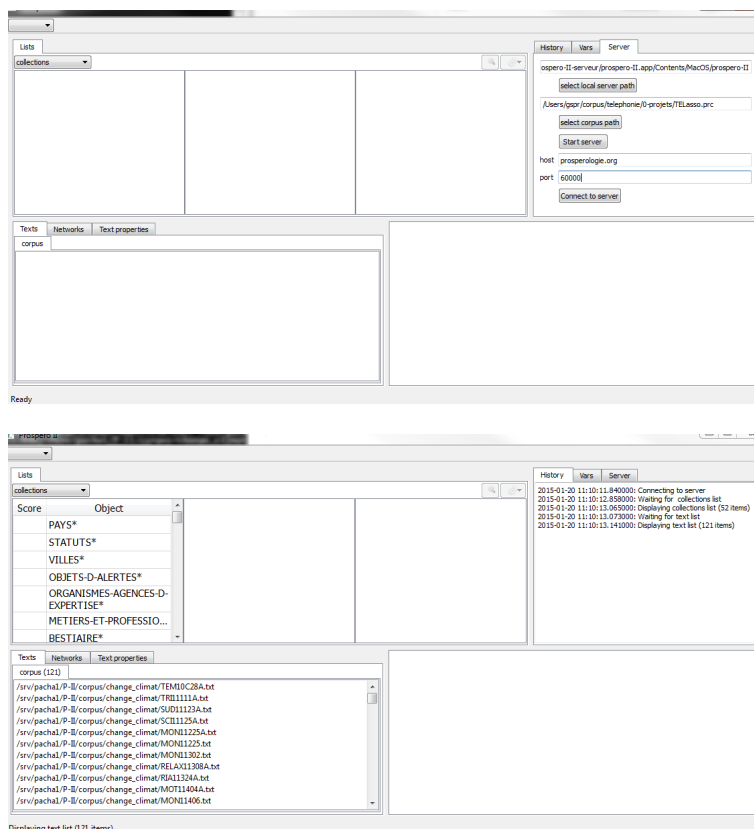 Lists
collections
History Vars Server
ospero-II-serveur/prospero-II.app/Contents/MacOS/prospero-II
select local server path
/Users/gspr/corpus/telephonie/0-projets/TELasso.prc
select corpus path
Start server
host prosperologie.org
port 60000
Connect to server
Texts Networks Text properties
corpus
Ready
Prospero II
Lists
collections
Score Object
PAYS*
STATUTS*
VILLES*
OBJETS-D-ALERTES*
ORGANISMES-AGENCES-D-
EXPERTISE*
METIERS-ET-PROFESSIO...
BESTIAIRE*
History Vars Server
2015-01-20 11:10:11.840000: Connecting to server
2015-01-20 11:10:12.858000: Waiting for collections list
2015-01-20 11:10:13.065000: Displaying collections list (52 items)
2015-01-20 11:10:13.073000: Waiting for text list
2015-01-20 11:10:13.141000: Displaying text list (121 items)
Texts Networks Text properties
corpus (121)
/srv/pacha1/P-II/corpus/change_climat/TEM10C28A.txt
/srv/pacha1/P-II/corpus/change_climat/TRI11111A.txt
/srv/pacha1/P-II/corpus/change_climat/SUD11123A.txt
/srv/pacha1/P-II/corpus/change_climat/SCI11125A.txt
/srv/pacha1/P-II/corpus/change_climat/MON11225A.txt
/srv/pacha1/P-II/corpus/change_climat/MON11225.txt
/srv/pacha1/P-II/corpus/change_climat/MON11302.txt
/srv/pacha1/P-II/corpus/change_climat/RELAX11308A.txt
/srv/pacha1/P-II/corpus/change_climat/RIA11324A.txt
/srv/pacha1/P-II/corpus/change_climat/MOT11404A.txt
/srv/pacha1/P-II/corpus/change_climat/MON11406.txt
Displaying text list (121 items)